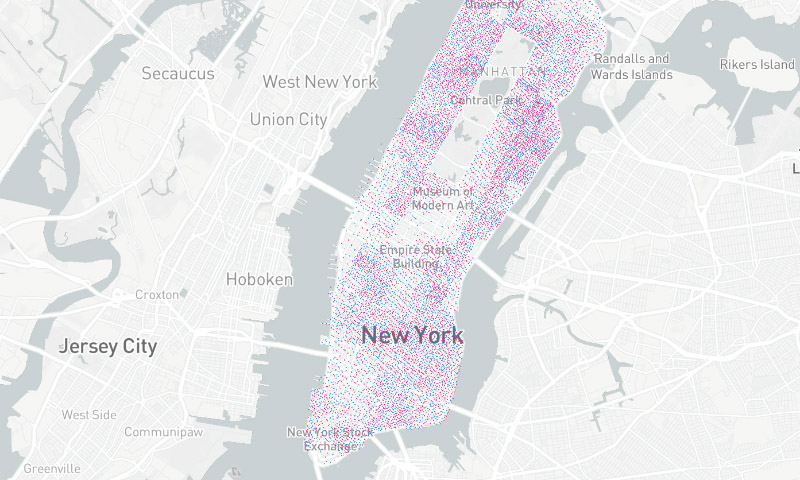 University
Secaucus
West New York
Union City
MANHATTAN
Central Park
Randalls and
Wards Islands
Rikers Island
L
Museum of
Modern Art
Empire State
Building
Hoboken
Croxton
Jersey City
New York
West Side
Communipaw
New York Stock
Exchange
Greenville